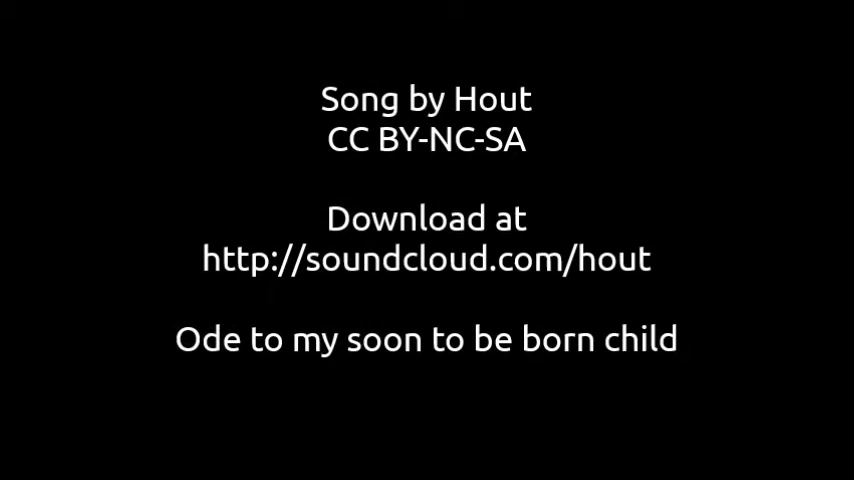 Song by Hout
CC BY-NC-SA
Download at
http://soundcloud.com/hout
Ode to my soon to be born child